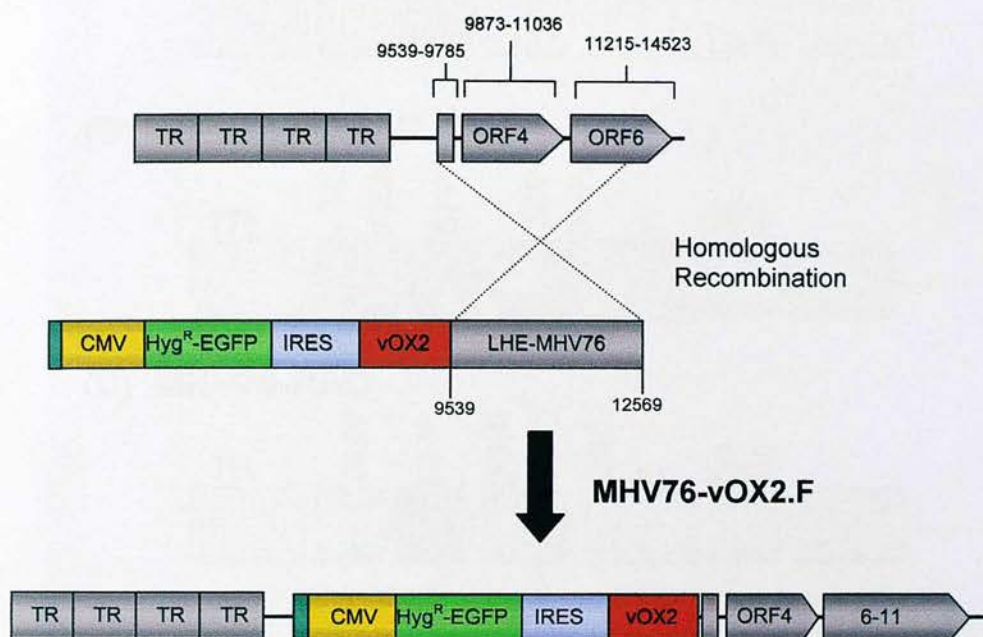 9873-11036
9539-9785
11215-14523
TR TR TR TR ORF4 ORF6
Homologous
Recombination
CMV Hyg^R-EGFP IRES vOX2 LHE-MHV76
9539 12569
MHV76-vOX2.F
TR TR TR TR CMV Hyg^R-EGFP IRES vOX2 ORF4 6-11